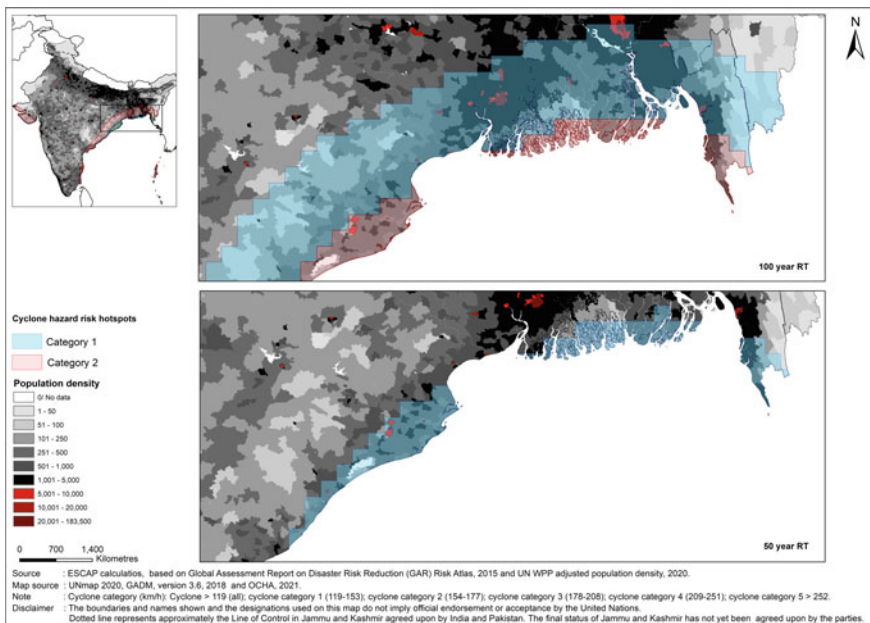 N
100 year RT
Cyclone hazard risk hotspots
Category 1
Category 2
Population density
0/ No data
1 - 50
51 - 100
101 - 250
251 - 500
501 - 1,000
1,001 - 5,000
5,001 - 10,000
10,001 - 20,000
20,001 - 183,500
0 700 1,400
Kilometres
50 year RT
Source : ESCAP calculatios, based on Global Assessment Report on Disaster Risk Reduction (GAR) Risk Atlas, 2015 and UN WPP adjusted population density, 2020.
Map source : UNmap 2020, GADM, version 3.6, 2018 and OCHA, 2021.
Note : Cyclone category (km/h): Cyclone > 119 (all); cyclone category 1 (119-153); cyclone category 2 (154-177); cyclone category 3 (178-208); cyclone category 4 (209-251); cyclone category 5 > 252.
Disclaimer : The boundaries and names shown and the designations used on this map do not imply official endorsement or acceptance by the United Nations.
Dotted line represents approximately the Line of Control in Jammu and Kashmir agreed upon by India and Pakistan. The final status of Jammu and Kashmir has not yet been agreed upon by the parties.